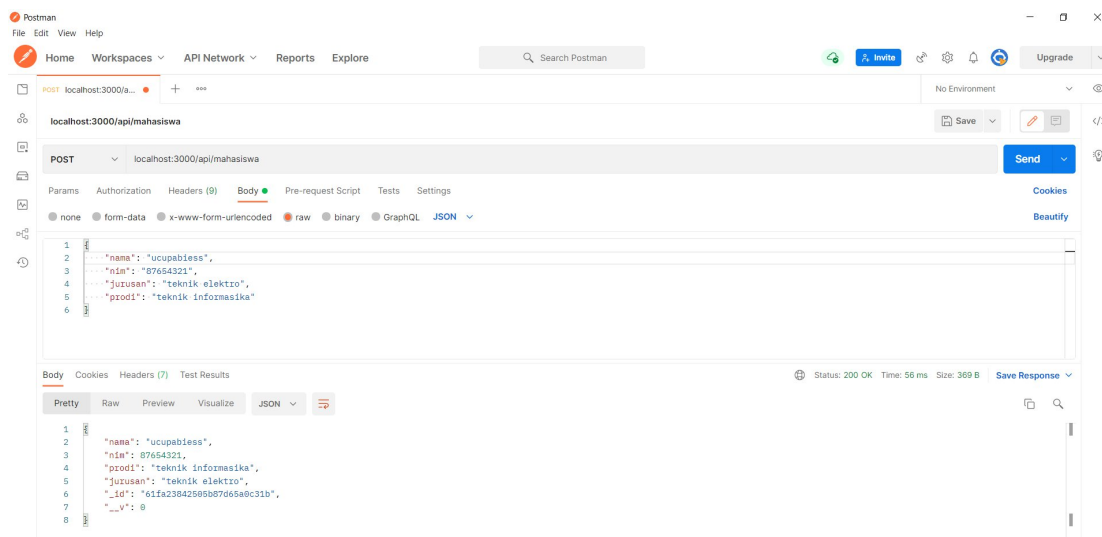 Postman
File Edit View Help
Home Workspaces API Network Reports Explore Search Postman Invite Upgrade
POST localhost:3000/a... + ooo No Environment
localhost:3000/api/mahasiswa Save
POST localhost:3000/api/mahasiswa Send
Params Authorization Headers (9) Body Pre-request Script Tests Settings Cookies
none form-data x-www-form-urlencoded raw binary GraphQL JSON Beautify
1 {
2 "nama": "ucupabiess",
3 "nim": "87654321",
4 "jurusan": "teknik elektro",
5 "prodi": "teknik informasika"
6 }
Body Cookies Headers (7) Test Results Status: 200 OK Time: 56 ms Size: 369 B Save Response
Pretty Raw Preview Visualize JSON
1 {
2 "nama": "ucupabiess",
3 "nim": 87654321,
4 "prodi": "teknik informasika",
5 "jurusan": "teknik elektro",
6 "_id": "61fa23842505b87d65a0c31b",
7 "__v": 0
8 }